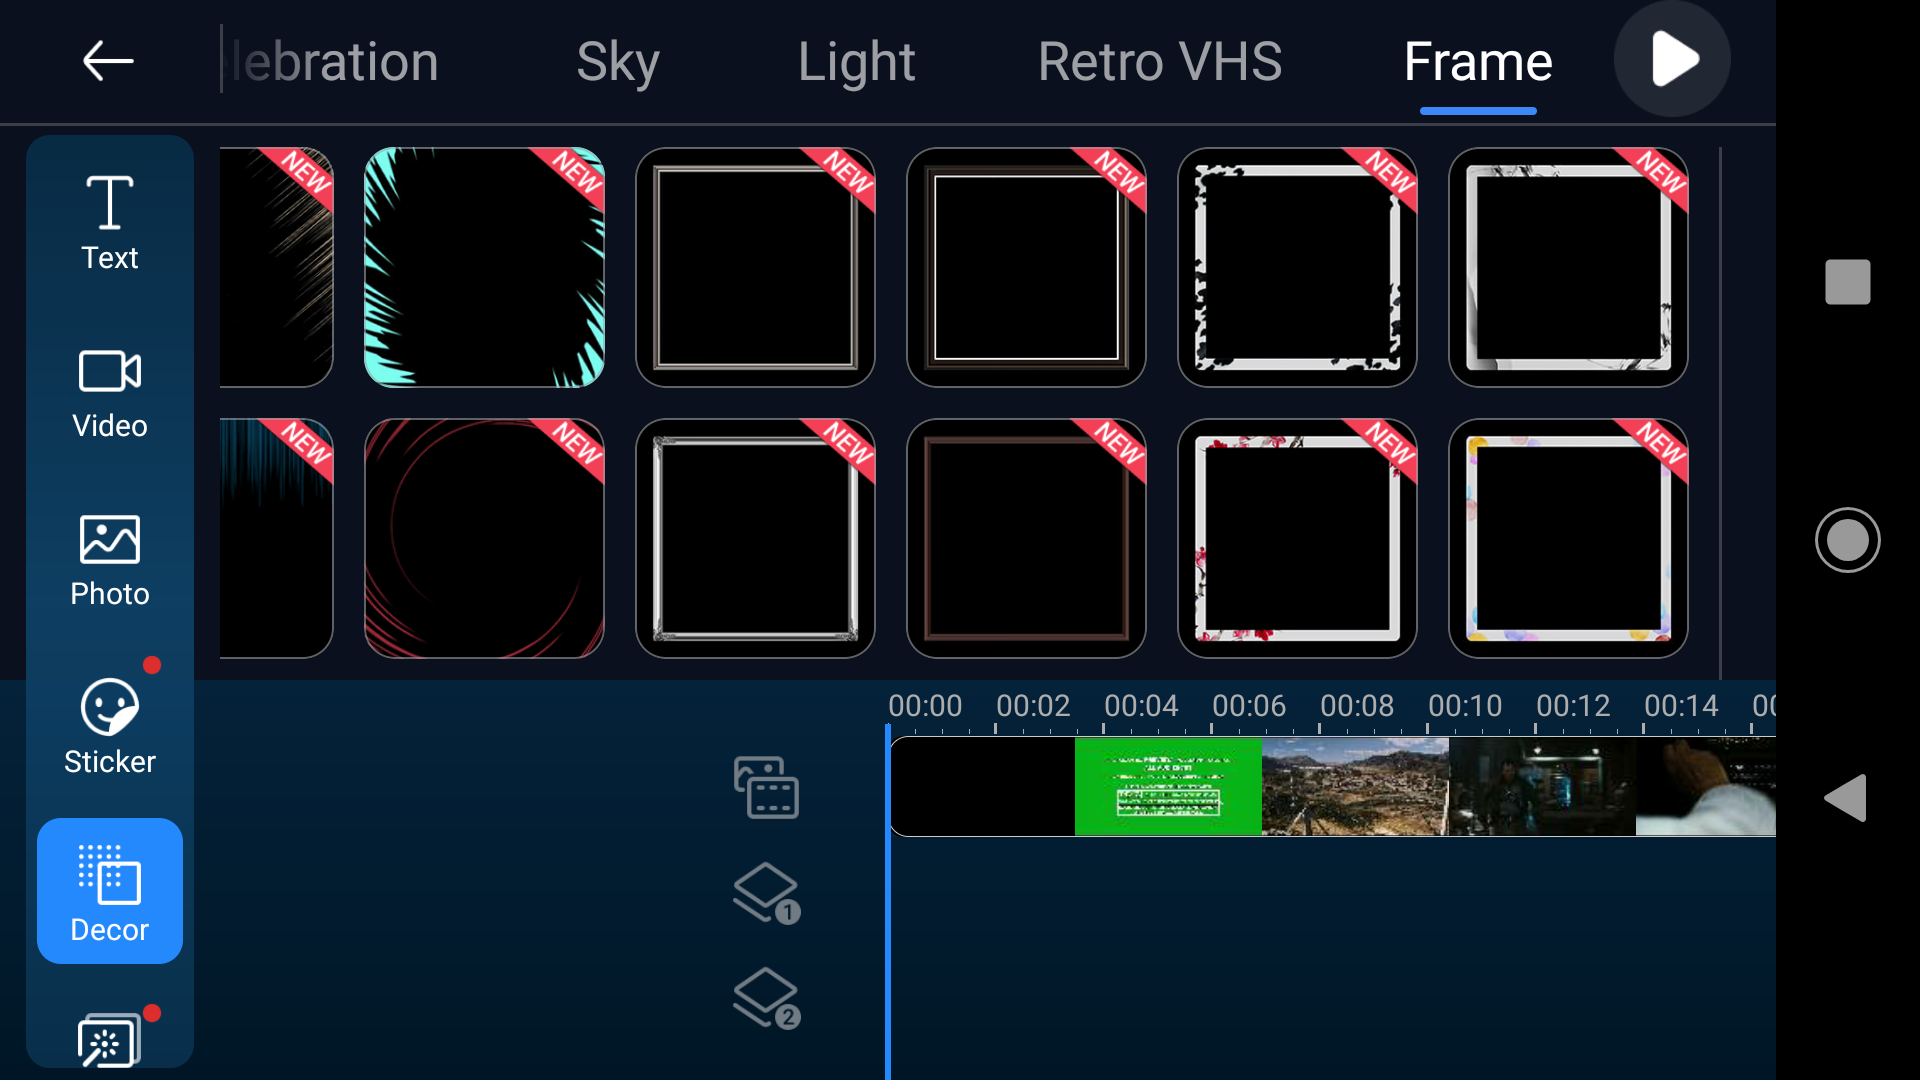 lebration Sky Light Retro VHS Frame
NEW NEW NEW NEW NEW NEW
NEW NEW NEW NEW NEW NEW
Text
Video
Photo
Sticker
Decor
00:00 00:02 00:04 00:06 00:08 00:10 00:12 00:14
1
2